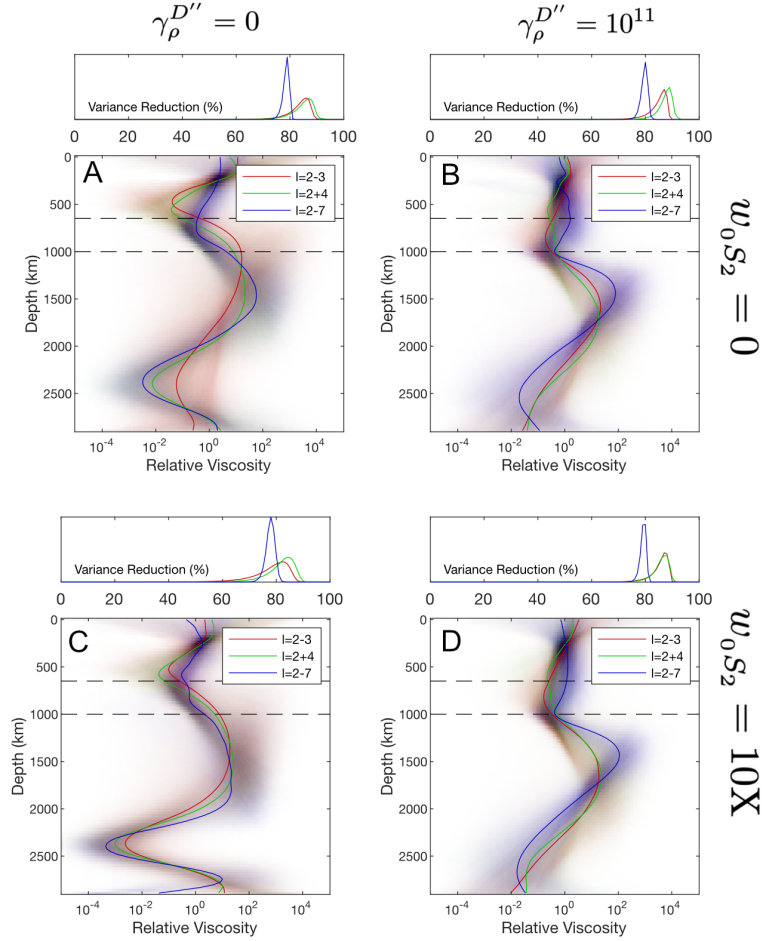 γ_ρ^{D''} = 0
γ_ρ^{D''} = 10^{11}
Variance Reduction (%)
0 20 40 60 80 100
A
0
500
1000
1500
2000
2500
Depth (km)
l=2-3
l=2+4
l=2-7
10^{-4} 10^{-2} 10^{0} 10^{2} 10^{4}
Relative Viscosity
Variance Reduction (%)
0 20 40 60 80 100
B
0
500
1000
1500
2000
2500
Depth (km)
l=2-3
l=2+4
l=2-7
10^{-4} 10^{-2} 10^{0} 10^{2} 10^{4}
Relative Viscosity
w_0s_2 = 0
Variance Reduction (%)
0 20 40 60 80 100
C
0
500
1000
1500
2000
2500
Depth (km)
l=2-3
l=2+4
l=2-7
10^{-4} 10^{-2} 10^{0} 10^{2} 10^{4}
Relative Viscosity
Variance Reduction (%)
0 20 40 60 80 100
D
0
500
1000
1500
2000
2500
Depth (km)
l=2-3
l=2+4
l=2-7
10^{-4} 10^{-2} 10^{0} 10^{2} 10^{4}
Relative Viscosity
w_0s_2 = 10X